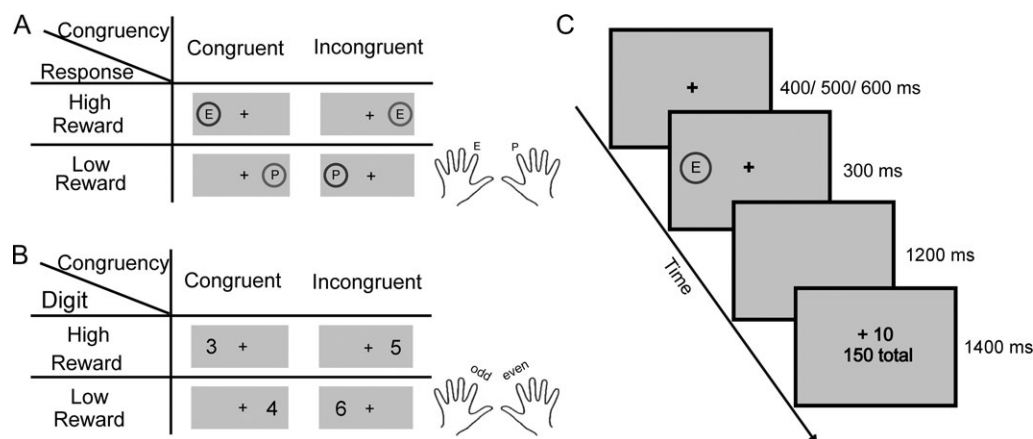 A
Congruency
Response
Congruent
Incongruent
High
Reward
E +
+ E
Low
Reward
+ P
P +
E P
B
Congruency
Digit
Congruent
Incongruent
High
Reward
3 +
+ 5
Low
Reward
+ 4
6 +
odd even
C
+
400/ 500/ 600 ms
E +
300 ms
1200 ms
Time
+ 10
150 total
1400 ms